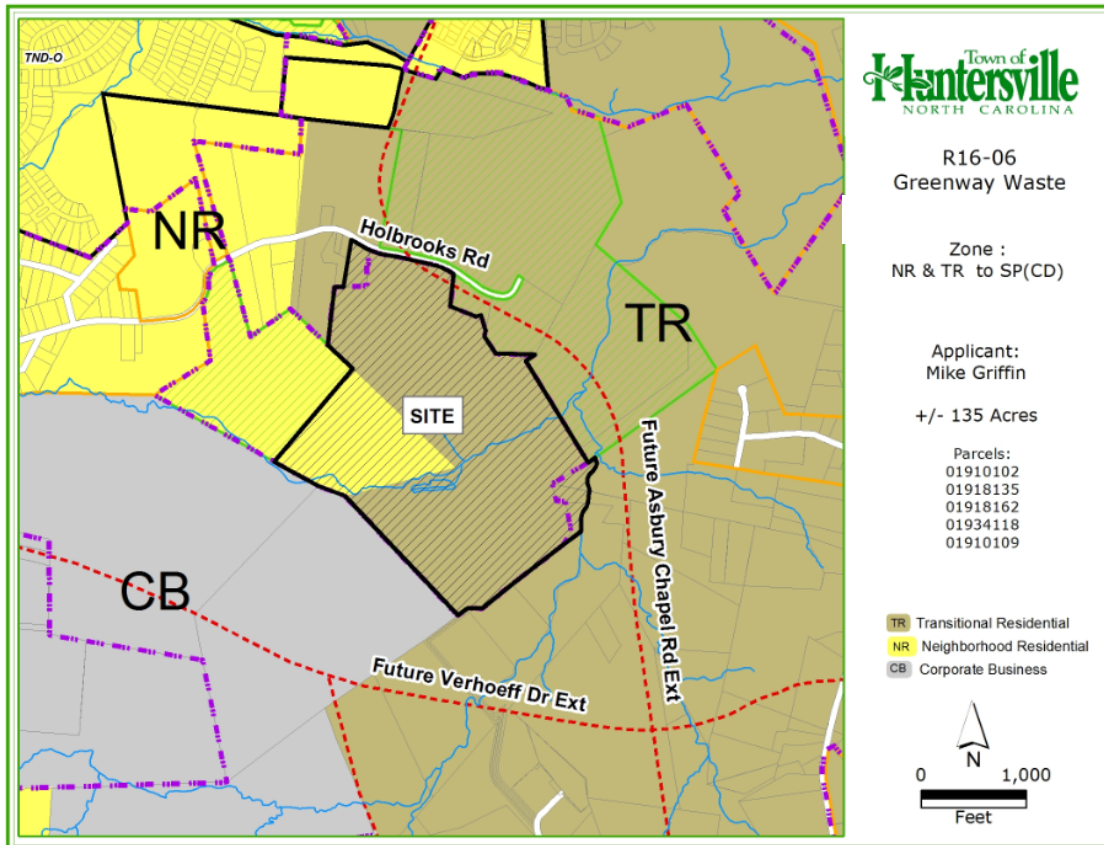 TND-O
NR
Holbrooks Rd
TR
SITE
Future Asbury Chapel Rd Ext
CB
Future Verhoeff Dr Ext
Town of
Huntersville
NORTH CAROLINA
R16-06
Greenway Waste
Zone :
NR & TR to SP(CD)
Applicant:
Mike Griffin
+/- 135 Acres
Parcels:
01910102
01918135
01918162
01934118
01910109
TR Transitional Residential
NR Neighborhood Residential
CB Corporate Business
N
0 1,000
Feet